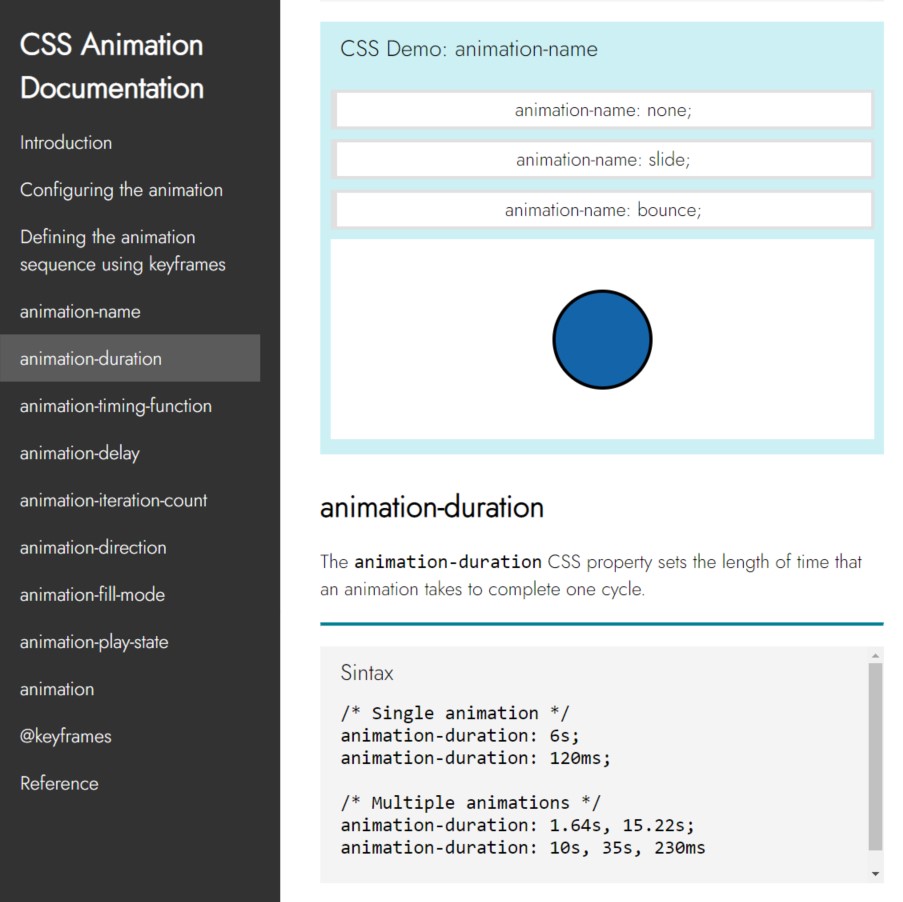 CSS Animation
Documentation
Introduction
Configuring the animation
Defining the animation
sequence using keyframes
animation-name
animation-duration
animation-timing-function
animation-delay
animation-iteration-count
animation-direction
animation-fill-mode
animation-play-state
animation
@keyframes
Reference
CSS Demo: animation-name
animation-name: none;
animation-name: slide;
animation-name: bounce;
animation-duration
The animation-duration CSS property sets the length of time that
an animation takes to complete one cycle.
Sintax
/* Single animation */
animation-duration: 6s;
animation-duration: 120ms;
/* Multiple animations */
animation-duration: 1.64s, 15.22s;
animation-duration: 10s, 35s, 230ms